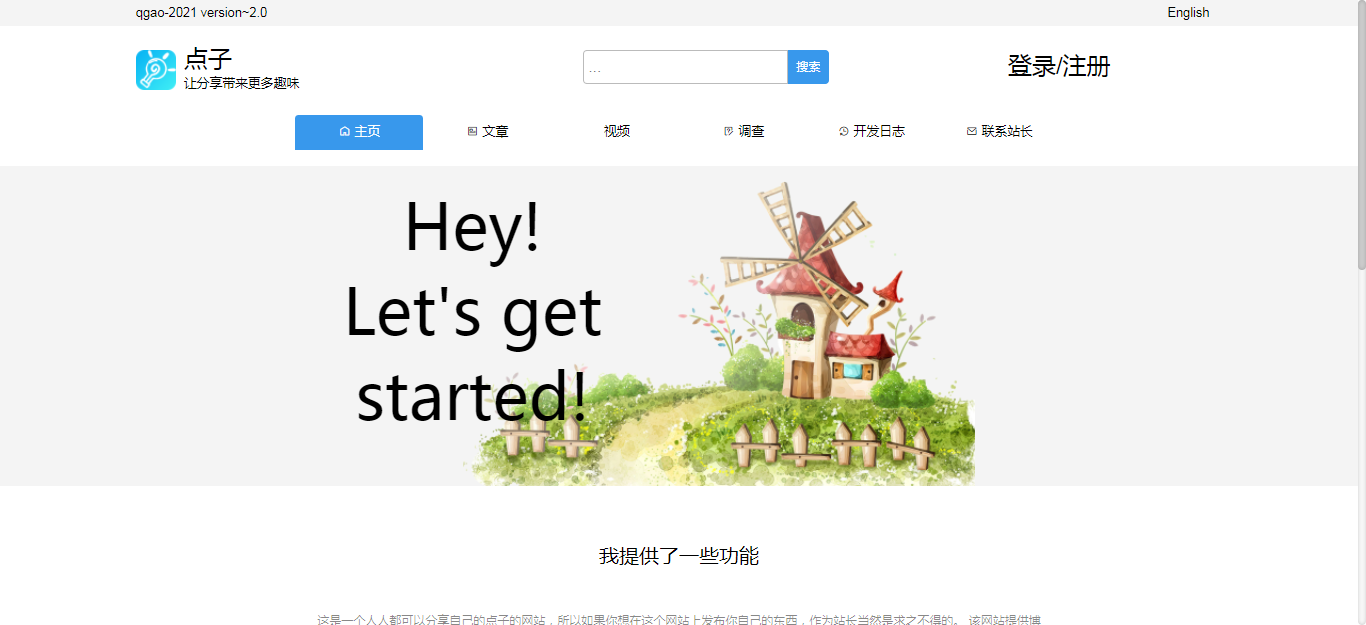 qgao-2021 version~2.0
English
点子
让分享带来更多趣味
...
搜索
登录/注册
主页
文章
视频
调查
开发日志
联系站长
Hey!
Let's get
started!
我提供了一些功能
这是一个人人都可以分享自己的点子的网站，所以如果你想在这个网站上发布你自己的东西，作为站长当然是求之不得的。 该网站提供博